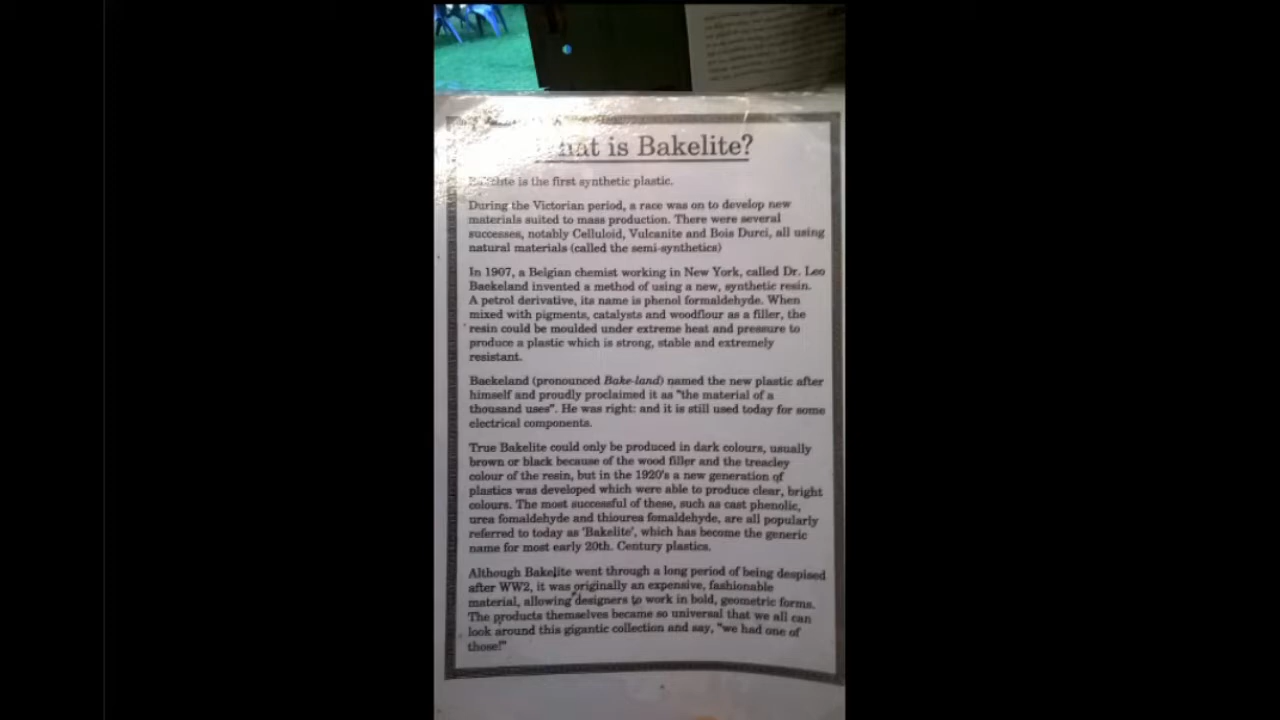 What is Bakelite?
Bakelite is the first synthetic plastic.
During the Victorian period, a race was on to develop new
materials suited to mass production. There were several
successes, notably Celluloid, Vulcanite and Bois Durci, all using
natural materials (called the semi-synthetics)
In 1907, a Belgian chemist working in New York, called Dr. Leo
Baekeland invented a method of using a new, synthetic resin.
A petrol derivative, its name is phenol formaldehyde. When
mixed with pigments, catalysts and woodflour as a filler, the
resin could be moulded under extreme heat and pressure to
produce a plastic which is strong, stable and extremely
resistant.
Baekeland (pronounced Bake-land) named the new plastic after
himself and proudly proclaimed it as "the material of a
thousand uses". He was right: and it is still used today for some
electrical components.
True Bakelite could only be produced in dark colours, usually
brown or black because of the wood filler and the treacley
colour of the resin, but in the 1920's a new generation of
plastics was developed which were able to produce clear, bright
colours. The most successful of these, such as cast phenolic,
urea fomaldehyde and thiourea fomaldehyde, are all popularly
referred to today as 'Bakelite', which has become the generic
name for most early 20th. Century plastics.
Although Bakelite went through a long period of being despised
after WW2, it was originally an expensive, fashionable
material, allowing designers to work in bold, geometric forms.
The products themselves became so universal that we all can
look around this gigantic collection and say, "we had one of
those!"